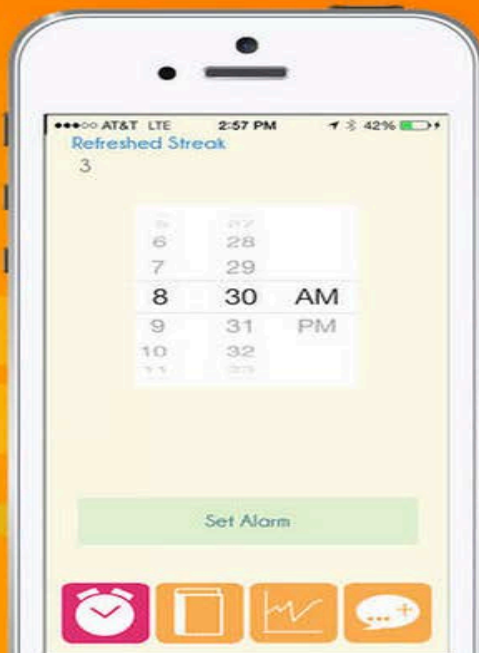 AT&T LTE 2:57 PM 42%
Refreshed Streak
3
6 28
7 29
8 30 AM
9 31 PM
10 32
Set Alarm